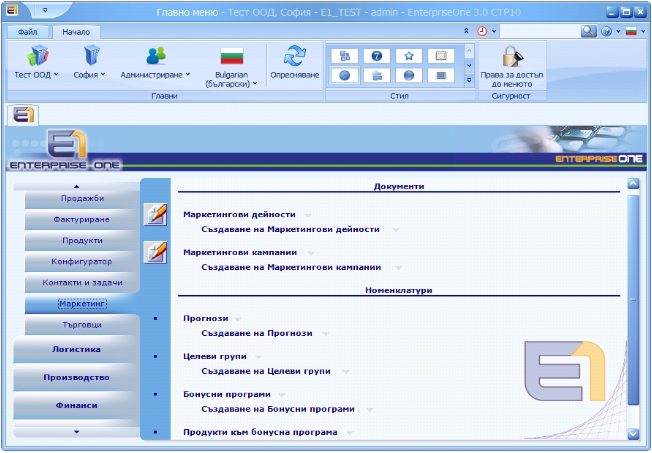 Главно меню - Тест ООД, София - E1_TEST - admin - EnterpriseOne 3.0 CTP10
Файл
Начало
Тест ООД
София
Администриране
Bulgarian
(български)
Опресняване
Права за достъп
до менюто
Главни
Стил
Сигурност
E1
E1
ENTERPRISE ONE
ENTERPRISE ONE
Продажби
Фактуриране
Продукти
Конфигуратор
Контакти и задачи
Маркетинг
Търговци
Логистика
Производство
Финанси
Документи
Маркетингови дейности
Създаване на Маркетингови дейности
Маркетингови кампании
Създаване на Маркетингови кампании
Номенклатури
Прогнози
Създаване на Прогнози
Целеви групи
Създаване на Целеви групи
Бонусни програми
Създаване на Бонусни програми
Продукти към бонусна програма
E1